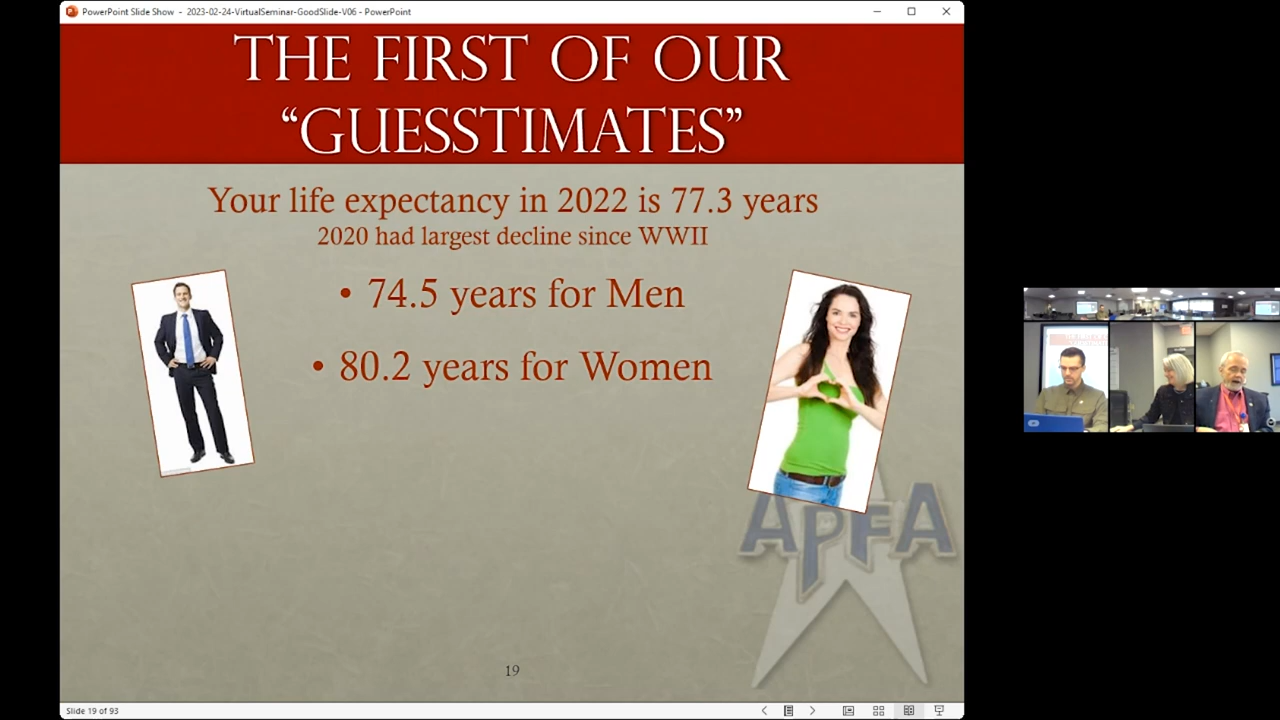 PowerPoint Slide Show - 2023-02-24-VirtualSeminar-GoodSlide-V06 - PowerPoint
THE FIRST OF OUR
“GUESSTIMATES”
Your life expectancy in 2022 is 77.3 years
2020 had largest decline since WWII
• 74.5 years for Men
• 80.2 years for Women
APFA
19
Slide 19 of 93